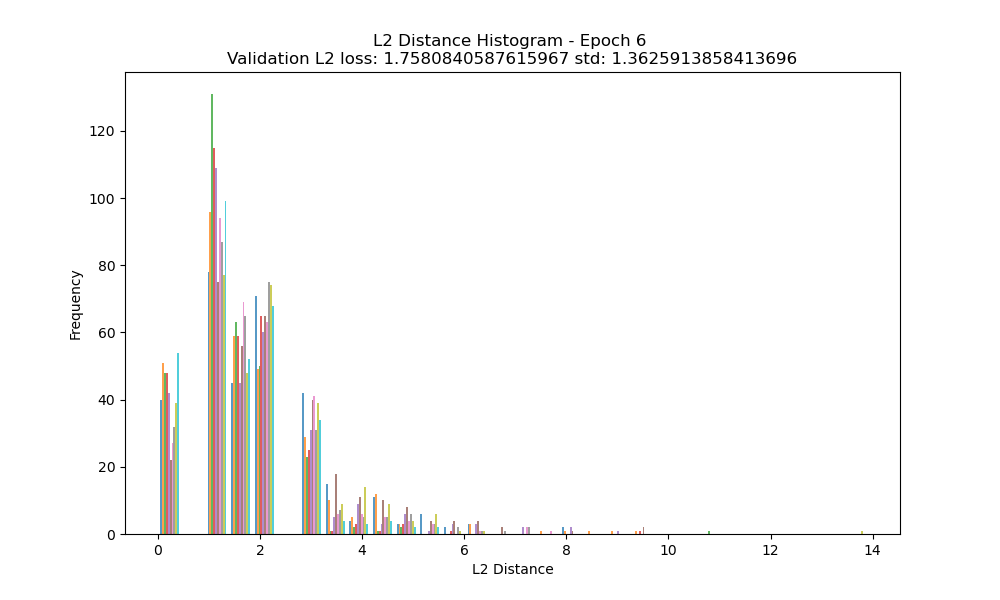 L2 Distance Histogram - Epoch 6
Validation L2 loss: 1.7580840587615967 std: 1.3625913858413696
120
100
80
60
40
20
0
Frequency
0 2 4 6 8 10 12 14
L2 Distance